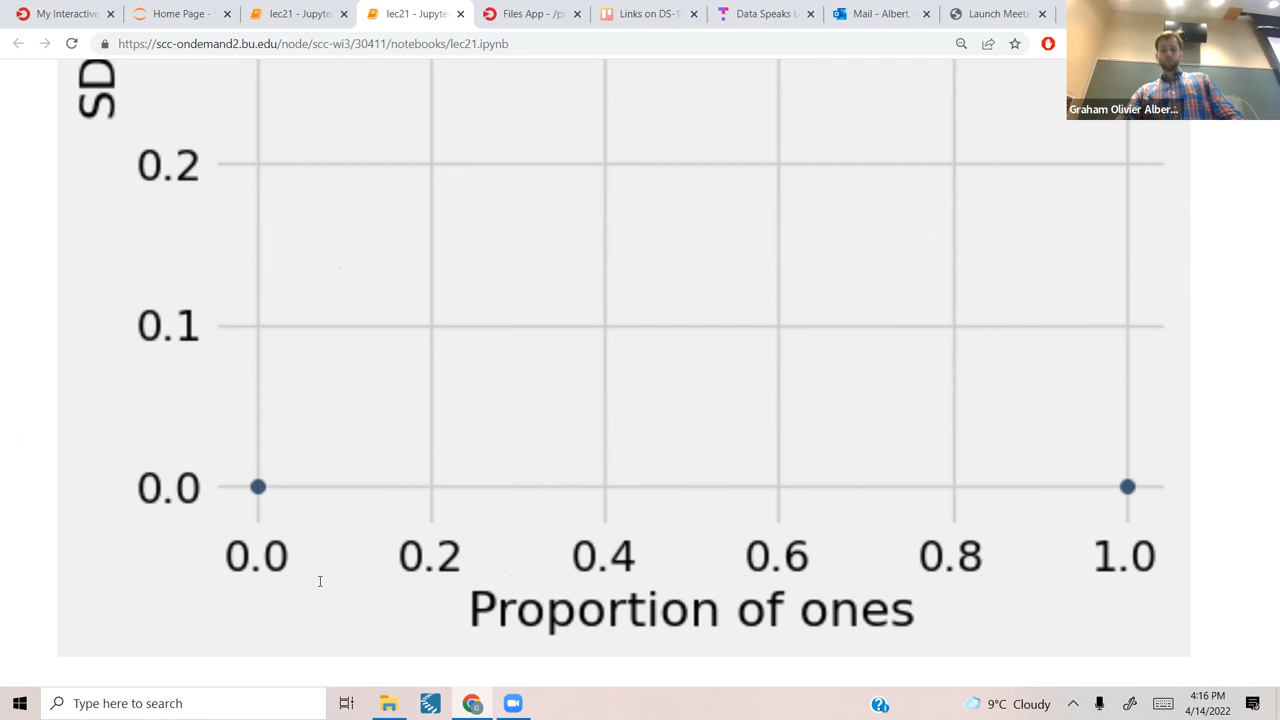 My Interactive
Home Page -
lec21 - Jupyte
lec21 - Jupyte
Files App - /p
Links on DS-1
Data Speaks L
Mail - Albert,
Launch Meeti
https://scc-ondemand2.bu.edu/node/scc-wi3/30411/notebooks/lec21.ipynb
Graham Olivier Alber...
SD
0.2
0.1
0.0
0.0 0.2 0.4 0.6 0.8 1.0
Proportion of ones
Type here to search
9°C Cloudy
4:16 PM
4/14/2022